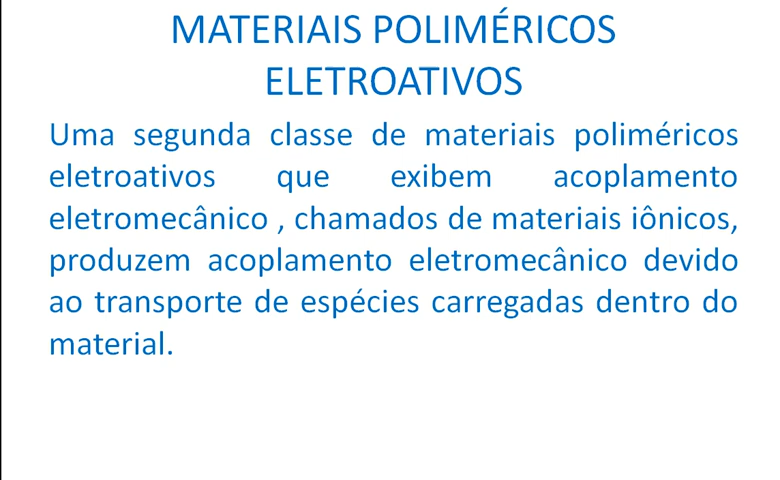 MATERIAIS POLIMÉRICOS
ELETROATIVOS
Uma segunda classe de materiais poliméricos
eletroativos que exibem acoplamento
eletromecânico , chamados de materiais iônicos,
produzem acoplamento eletromecânico devido
ao transporte de espécies carregadas dentro do
material.